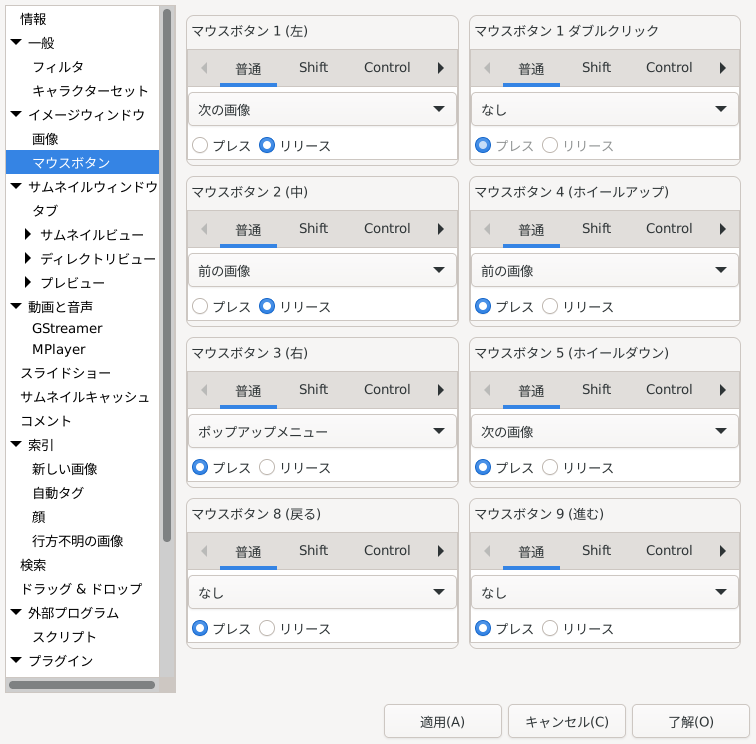 情報
一般
フィルタ
キャラクターセット
イメージウィンドウ
画像
マウスボタン
サムネイルウィンドウ
タブ
サムネイルビュー
ディレクトリビュー
プレビュー
動画と音声
GStreamer
MPlayer
スライドショー
サムネイルキャッシュ
コメント
索引
新しい画像
自動タグ
顔
行方不明の画像
検索
ドラッグ & ドロップ
外部プログラム
スクリプト
プラグイン
マウスボタン 1 (左)
普通 Shift Control
次の画像
プレス リリース
マウスボタン 1 ダブルクリック
普通 Shift Control
なし
プレス リリース
マウスボタン 2 (中)
普通 Shift Control
前の画像
プレス リリース
マウスボタン 4 (ホイールアップ)
普通 Shift Control
前の画像
プレス リリース
マウスボタン 3 (右)
普通 Shift Control
ポップアップメニュー
プレス リリース
マウスボタン 5 (ホイールダウン)
普通 Shift Control
次の画像
プレス リリース
マウスボタン 8 (戻る)
普通 Shift Control
なし
プレス リリース
マウスボタン 9 (進む)
普通 Shift Control
なし
プレス リリース
適用(A) キャンセル(C) 了解(O)